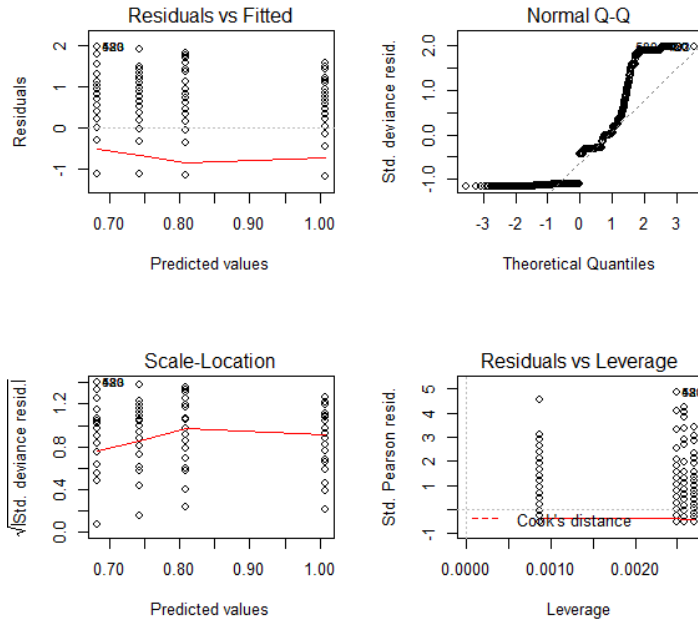 Residuals vs Fitted
Residuals
2
1
0
-1
0.70
0.80
0.90
1.00
Predicted values
Normal Q-Q
Std. deviance resid.
2.0
0.0
-1.0
-3
-2
-1
0
1
2
3
Theoretical Quantiles
Scale-Location
√|Std. deviance resid.|
1.2
0.8
0.4
0.0
0.70
0.80
0.90
1.00
Predicted values
Residuals vs Leverage
Std. Pearson resid.
5
4
3
2
1
-1
Cook's distance
0.0000
0.0010
0.0020
Leverage